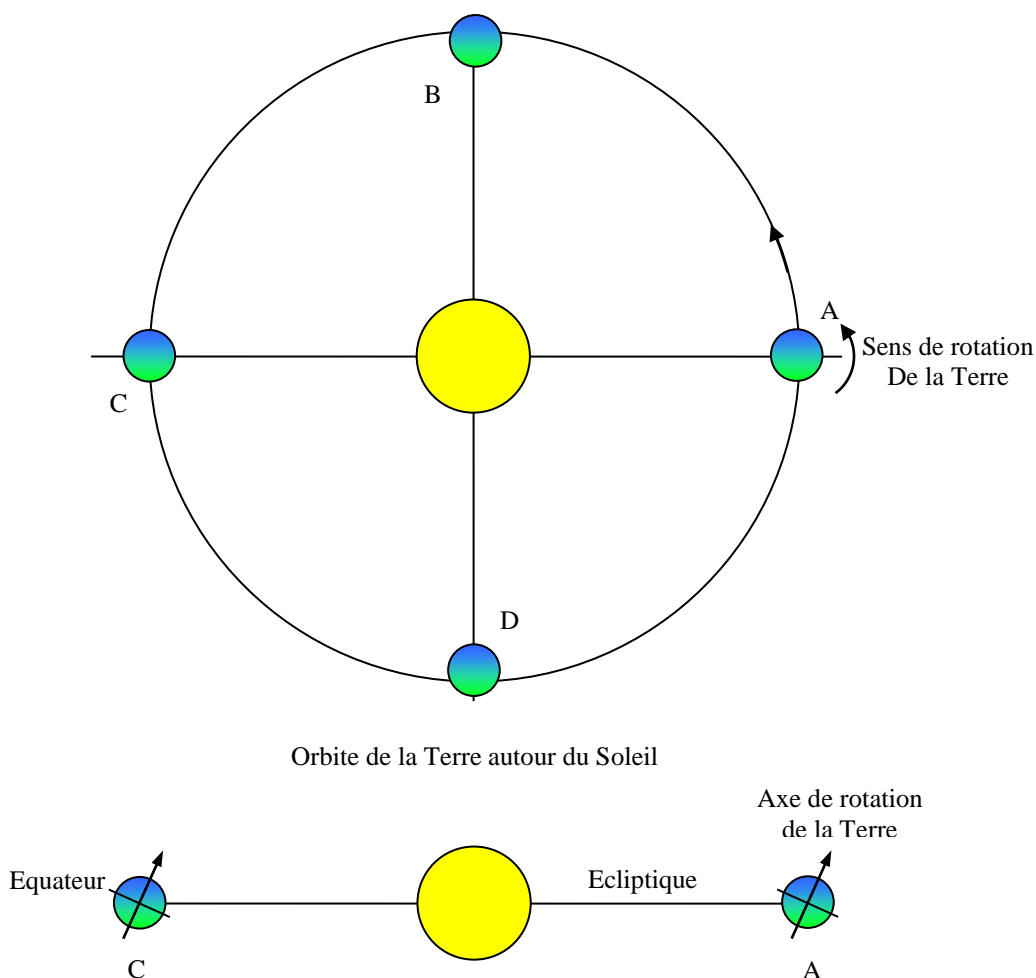 B
A
Sens de rotation
De la Terre
C
D
Orbite de la Terre autour du Soleil
Axe de rotation
de la Terre
Equateur
Ecliptique
C
A